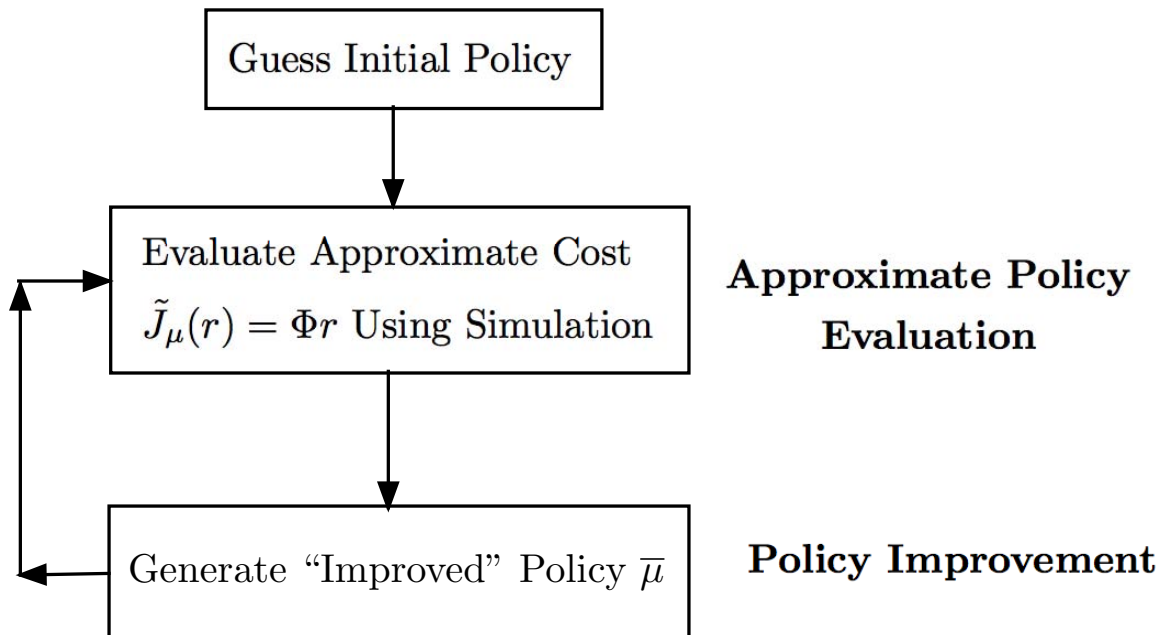 Guess Initial Policy
Evaluate Approximate Cost
J̃μ(r) = Φr Using Simulation
Approximate Policy
Evaluation
Generate “Improved” Policy μ̅
Policy Improvement